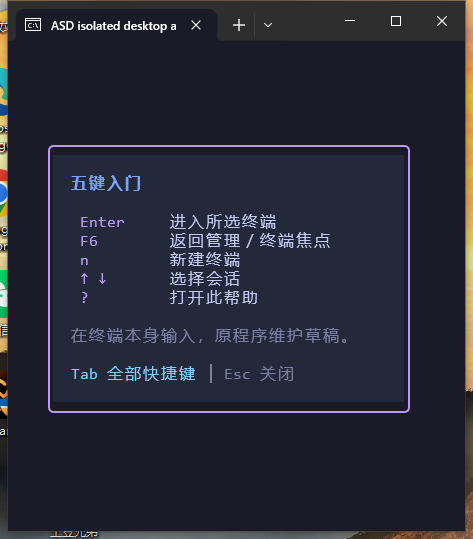 ASD isolated desktop a
五键入门
Enter 进入所选终端
F6 返回管理 / 终端焦点
n 新建终端
↑ ↓ 选择会话
? 打开此帮助
在终端本身输入，原程序维护草稿。
Tab 全部快捷键 │ Esc 关闭